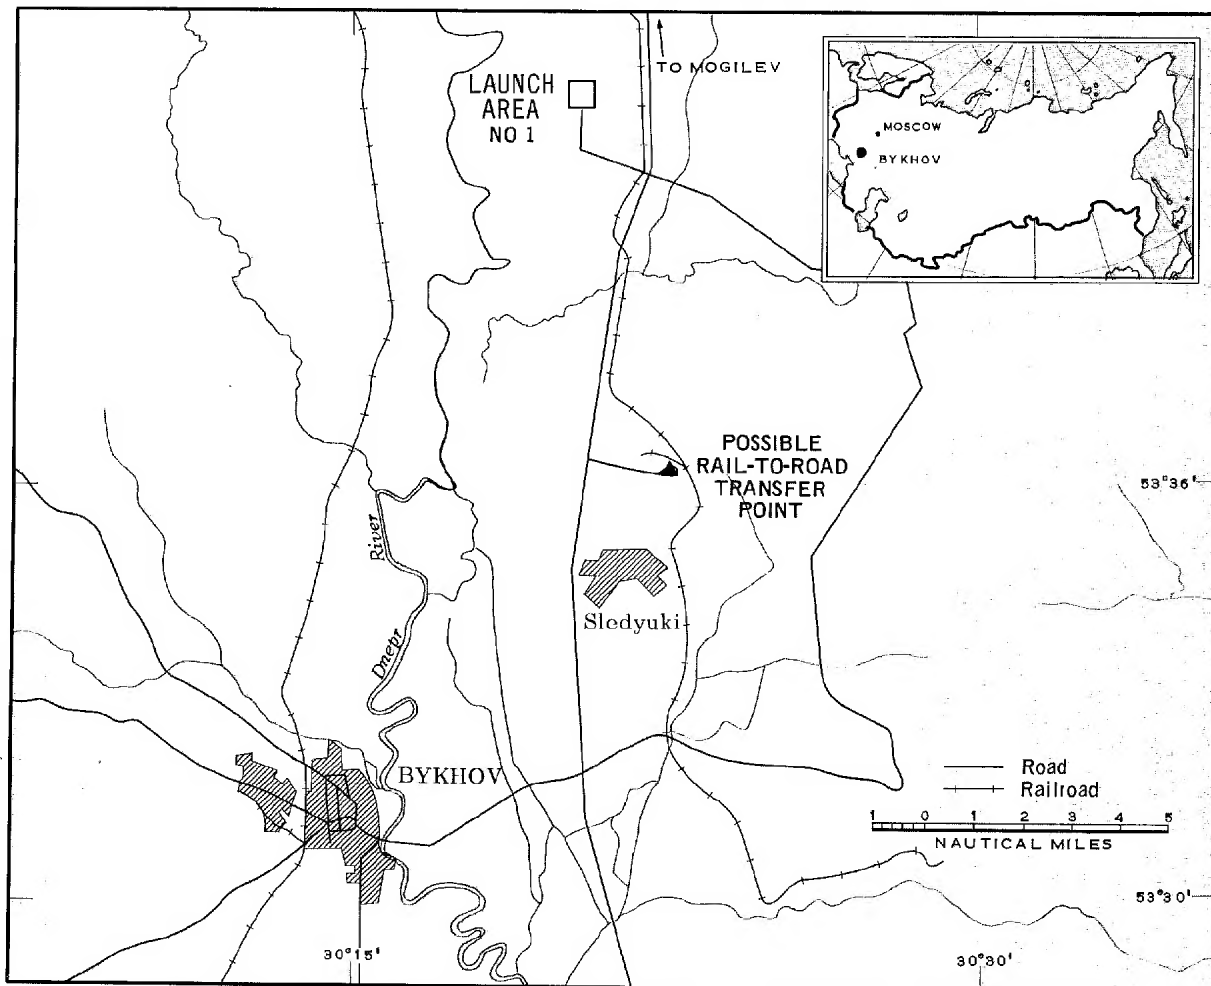 TO MOGILEV
LAUNCH
AREA
NO 1
MOSCOW
BYKHOV
POSSIBLE
RAIL-TO-ROAD
TRANSFER
POINT
53°36'
River
Sledyuki
Dnepr
BYKHOV
Road
Railroad
1 0 1 2 3 4 5
NAUTICAL MILES
53°30'
30°15'
30°30'